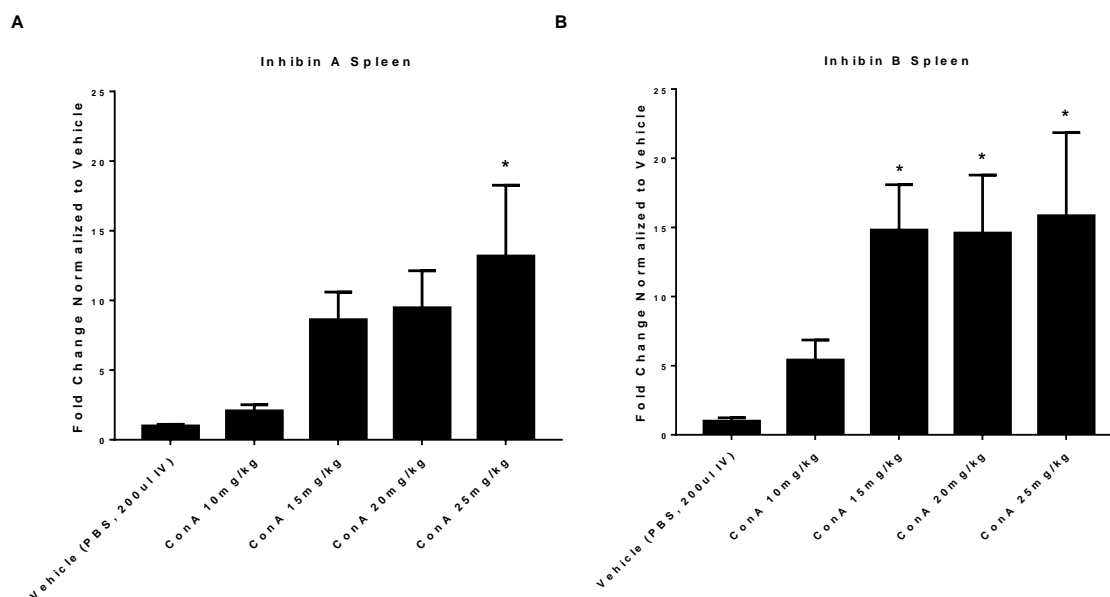 A
B
Inhibin A Spleen
Inhibin B Spleen
Fold Change Normalized to Vehicle
25
20
15
10
5
0
*
Vehicle (PBS, 200ul IV)
ConA 10mg/kg
ConA 15mg/kg
ConA 20mg/kg
ConA 25mg/kg
Fold Change Normalized to Vehicle
25
20
15
10
5
0
*
*
*
Vehicle (PBS, 200ul IV)
ConA 10mg/kg
ConA 15mg/kg
ConA 20mg/kg
ConA 25mg/kg